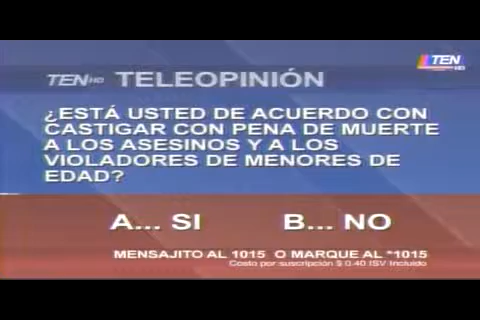 TEN HD
TEN HD TELEOPINIÓN
¿ESTÁ USTED DE ACUERDO CON
CASTIGAR CON PENA DE MUERTE
A LOS ASESINOS Y A LOS
VIOLADORES DE MENORES DE
EDAD?
A... SI B... NO
MENSAJITO AL 1015 O MARQUE AL *1015
Costo por suscripción $ 0.40 ISV Incluido